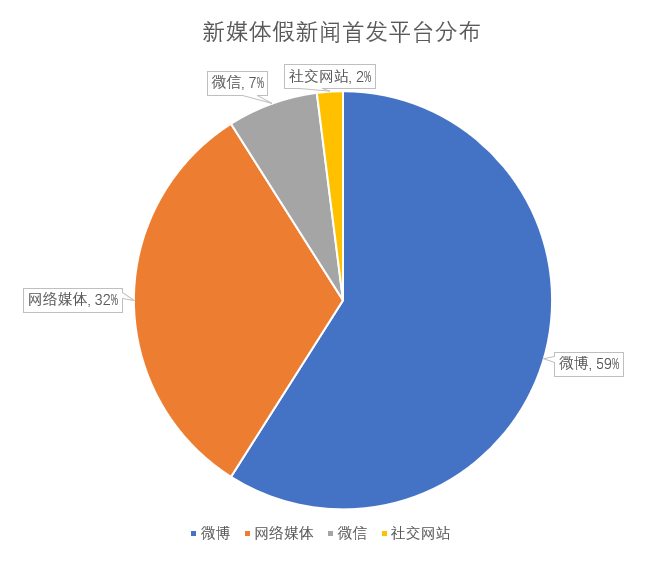 新媒体假新闻首发平台分布
社交网站, 2%
微信, 7%
网络媒体, 32%
微博, 59%
微博 网络媒体 微信 社交网站